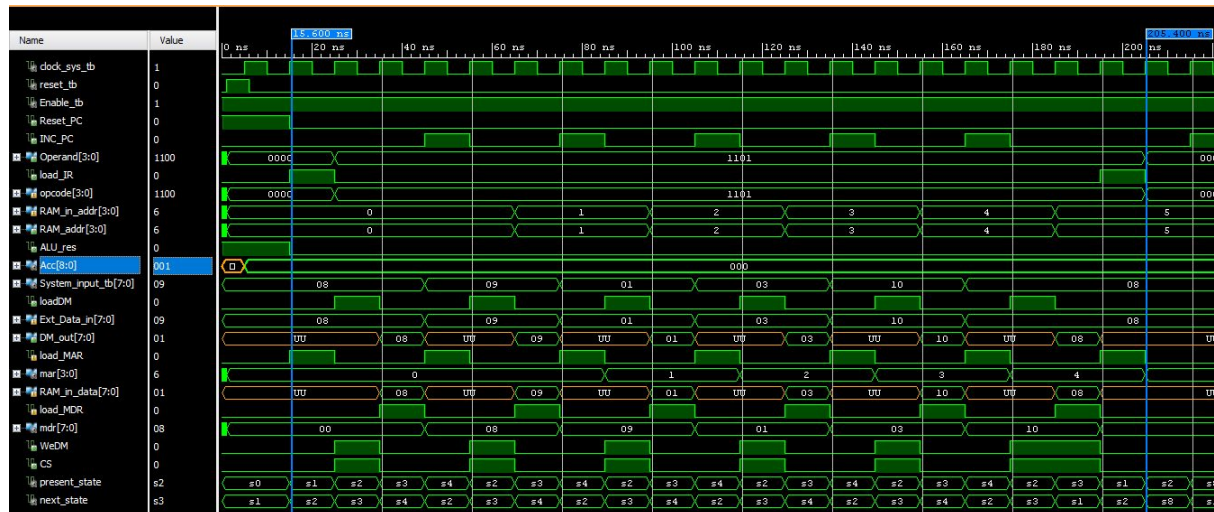 15.600 ns 205.400 ns
Name Value 0 ns 20 ns 40 ns 60 ns 80 ns 100 ns 120 ns 140 ns 160 ns 180 ns 200 ns
clock_sys_tb 1
reset_tb 0
Enable_tb 1
Reset_PC 0
INC_PC 0
Operand[3:0] 1100 0000 1101 00
load_IR 0
opcode[3:0] 1100 0000 1101 00
RAM_in_addr[3:0] 6 0 1 2 3 4 5
RAM_addr[3:0] 6 0 1 2 3 4 5
ALU_res 0
Acc[8:0] 001 000
System_input_tb[7:0] 09 08 09 01 03 10 08
loadDM 0
Ext_Data_in[7:0] 09 08 09 01 03 10 08
DM_out[7:0] 01 UU 08 UU 09 UU 01 UU 03 UU 10 UU 08 U
load_MAR 0
mar[3:0] 6 0 1 2 3 4
RAM_in_data[7:0] 01 UU 08 UU 09 UU 01 UU 03 UU 10 UU 08 U
load_MDR 0
mdr[7:0] 08 00 08 09 01 03 10
WeDM 0
CS 0
present_state s2 s0 s1 s2 s3 s4 s2 s3 s4 s2 s3 s4 s2 s3 s4 s2 s3 s4 s2 s3 s1 s2
next_state s3 s1 s2 s3 s4 s2 s3 s4 s2 s3 s4 s2 s3 s4 s2 s3 s4 s2 s3 s1 s2 s8